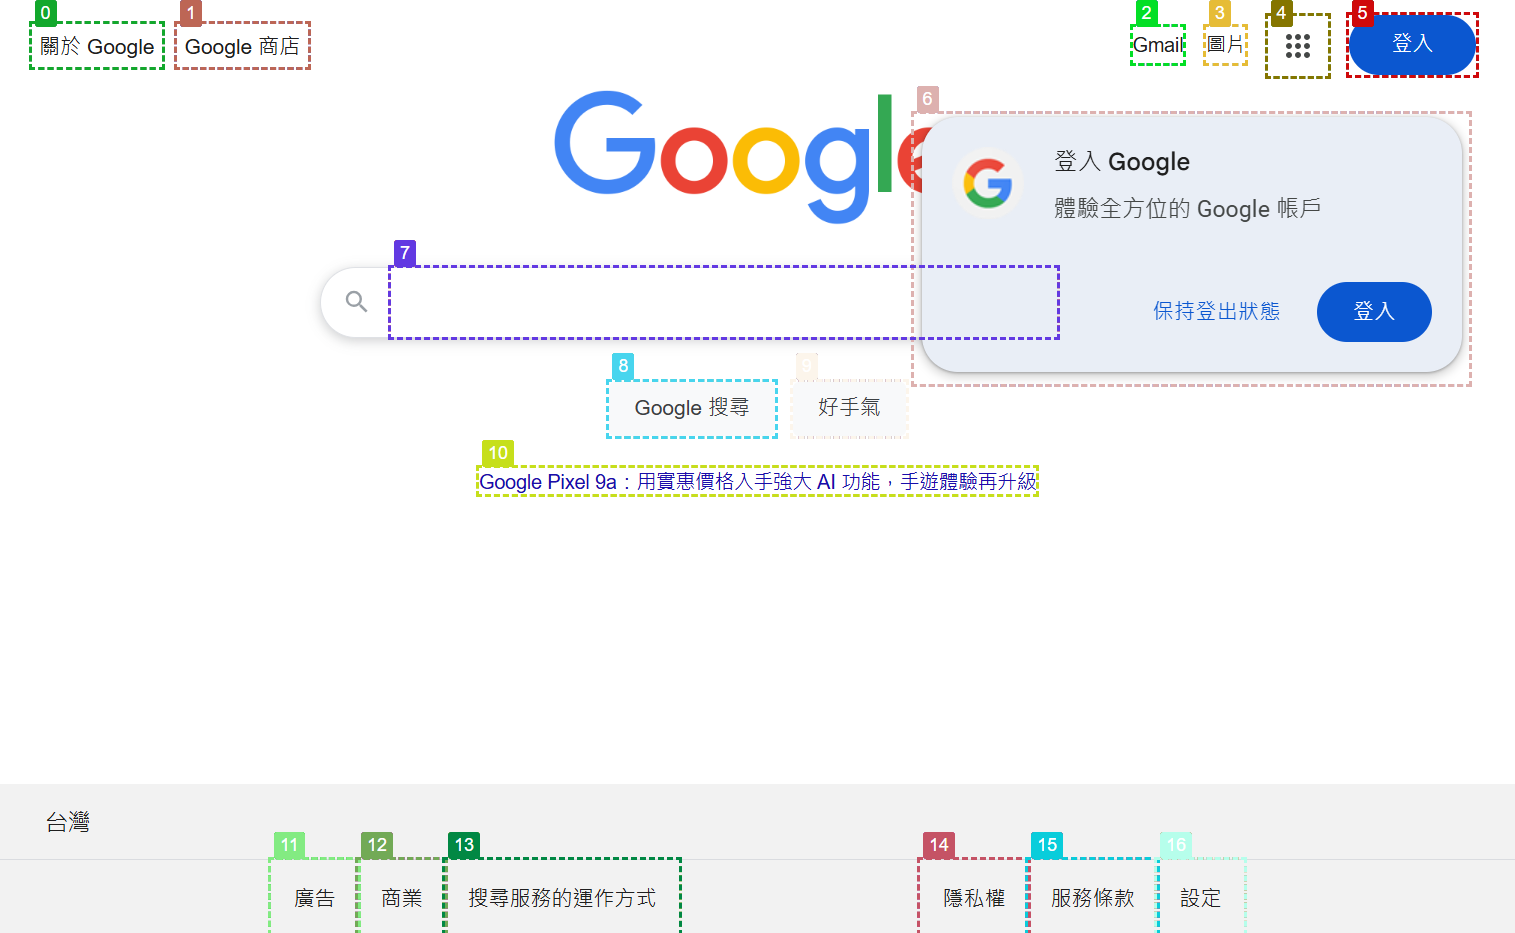 0
1
2
3
4
5
關於 Google
Google 商店
Gmail
圖片
登入
6
Google
登入 Google
體驗全方位的 Google 帳戶
7
保持登出狀態
登入
8
9
Google 搜尋
好手氣
10
Google Pixel 9a：用實惠價格入手強大 AI 功能，手遊體驗再升級
台灣
11
12
13
14
15
16
廣告
商業
搜尋服務的運作方式
隱私權
服務條款
設定